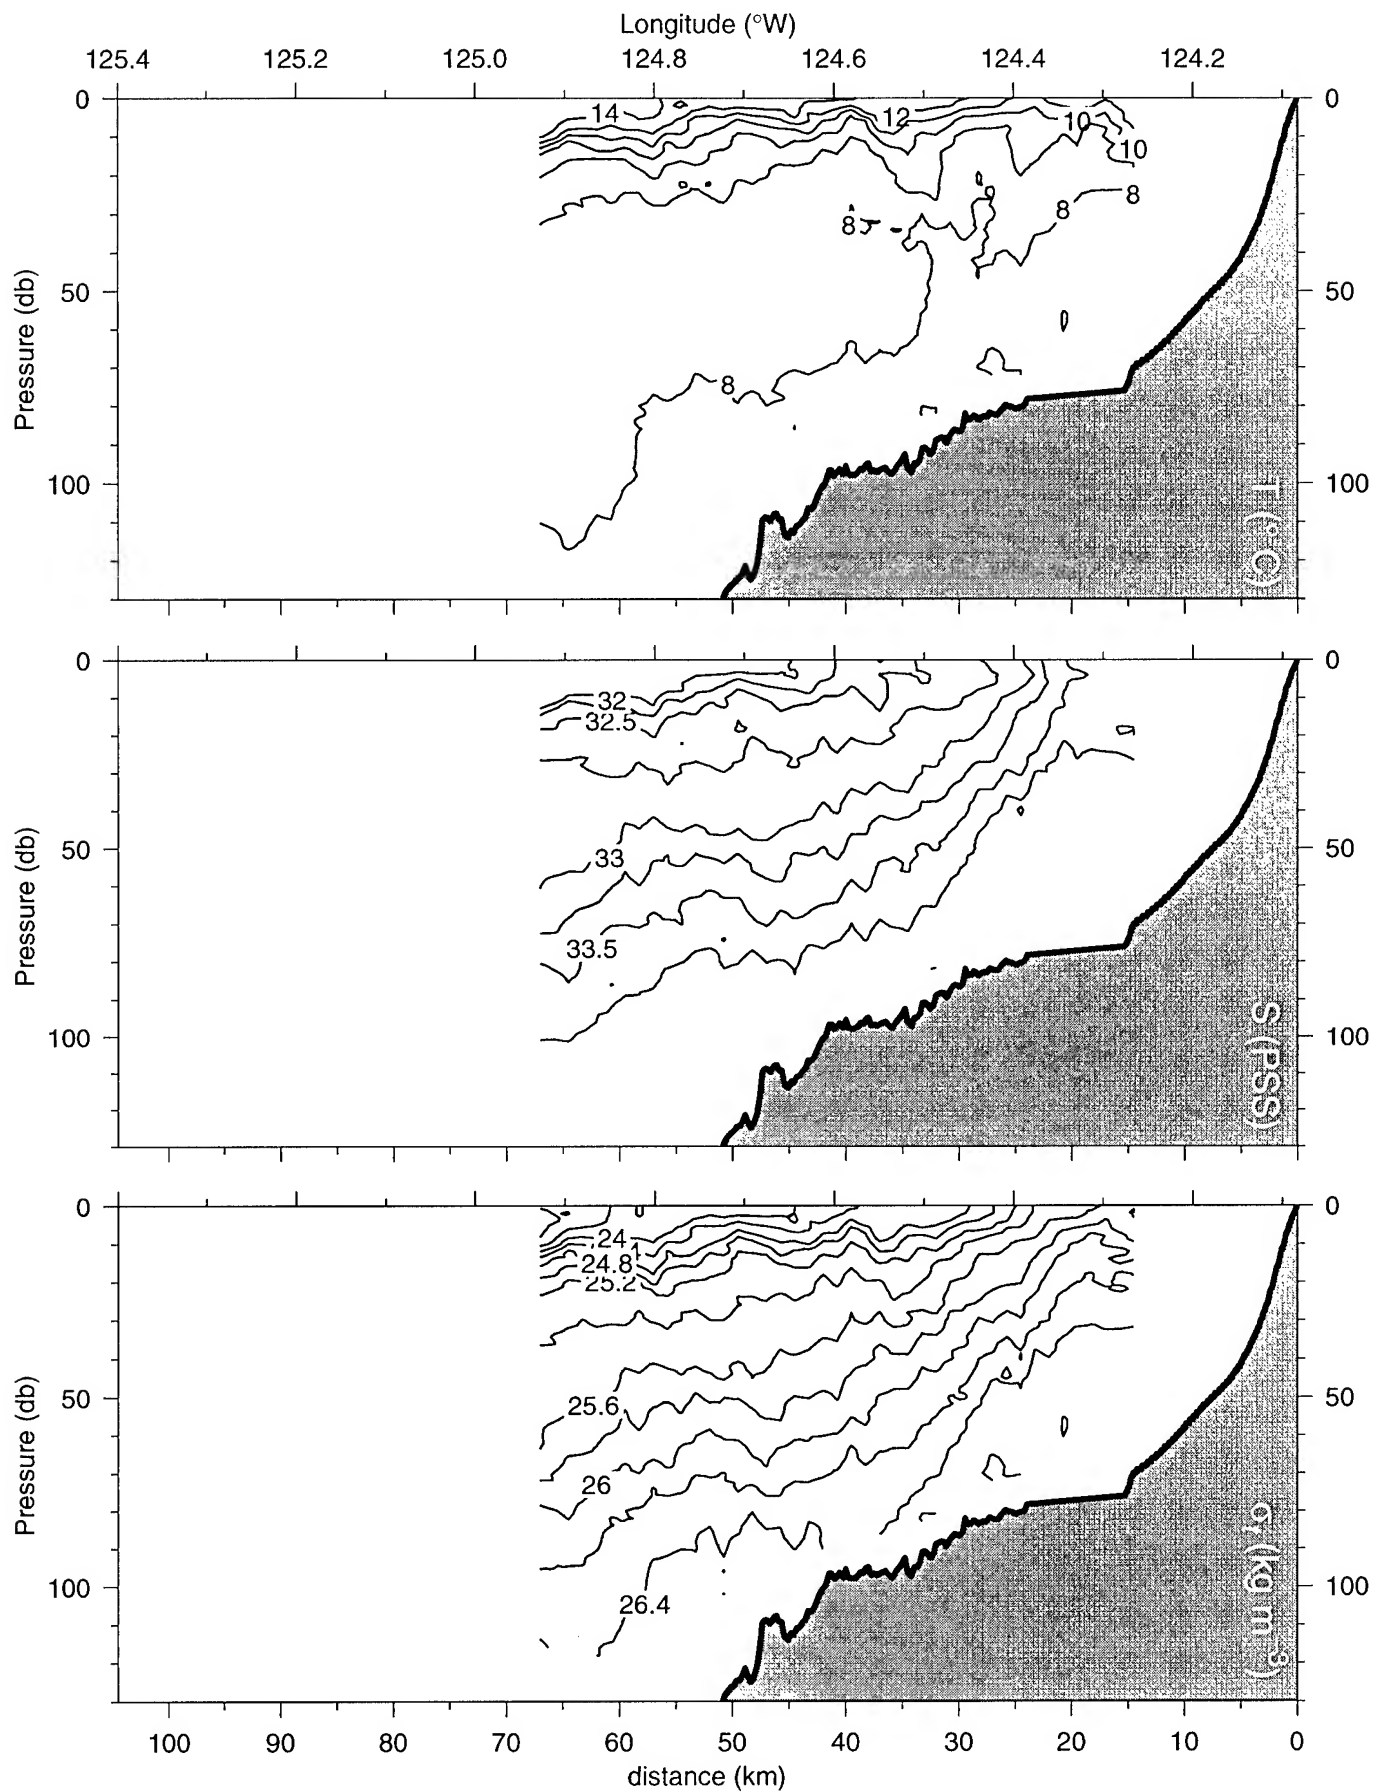 Longitude (°W)
125.4 125.2 125.0 124.8 124.6 124.4 124.2
0 14 12 10 0
10
8 8
8
Pressure (db)
50 50
8
100 100
T (°C)
0 0
32
32.5
Pressure (db)
50 33 50
33.5
100 100
S (PSS)
0 0
24
24.8
25.2
Pressure (db)
50 25.6 50
26
100 26.4 100
σT (kg m-3)
100 90 80 70 60 50 40 30 20 10 0
distance (km)